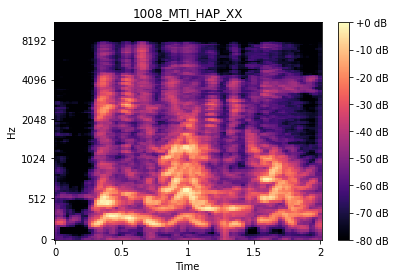 1008_MTI_HAP_XX
+0 dB
8192
-10 dB
4096
-20 dB
-30 dB
2048
Hz
-40 dB
1024
-50 dB
512
-60 dB
-70 dB
0
-80 dB
0
0.5
1
1.5
2
Time